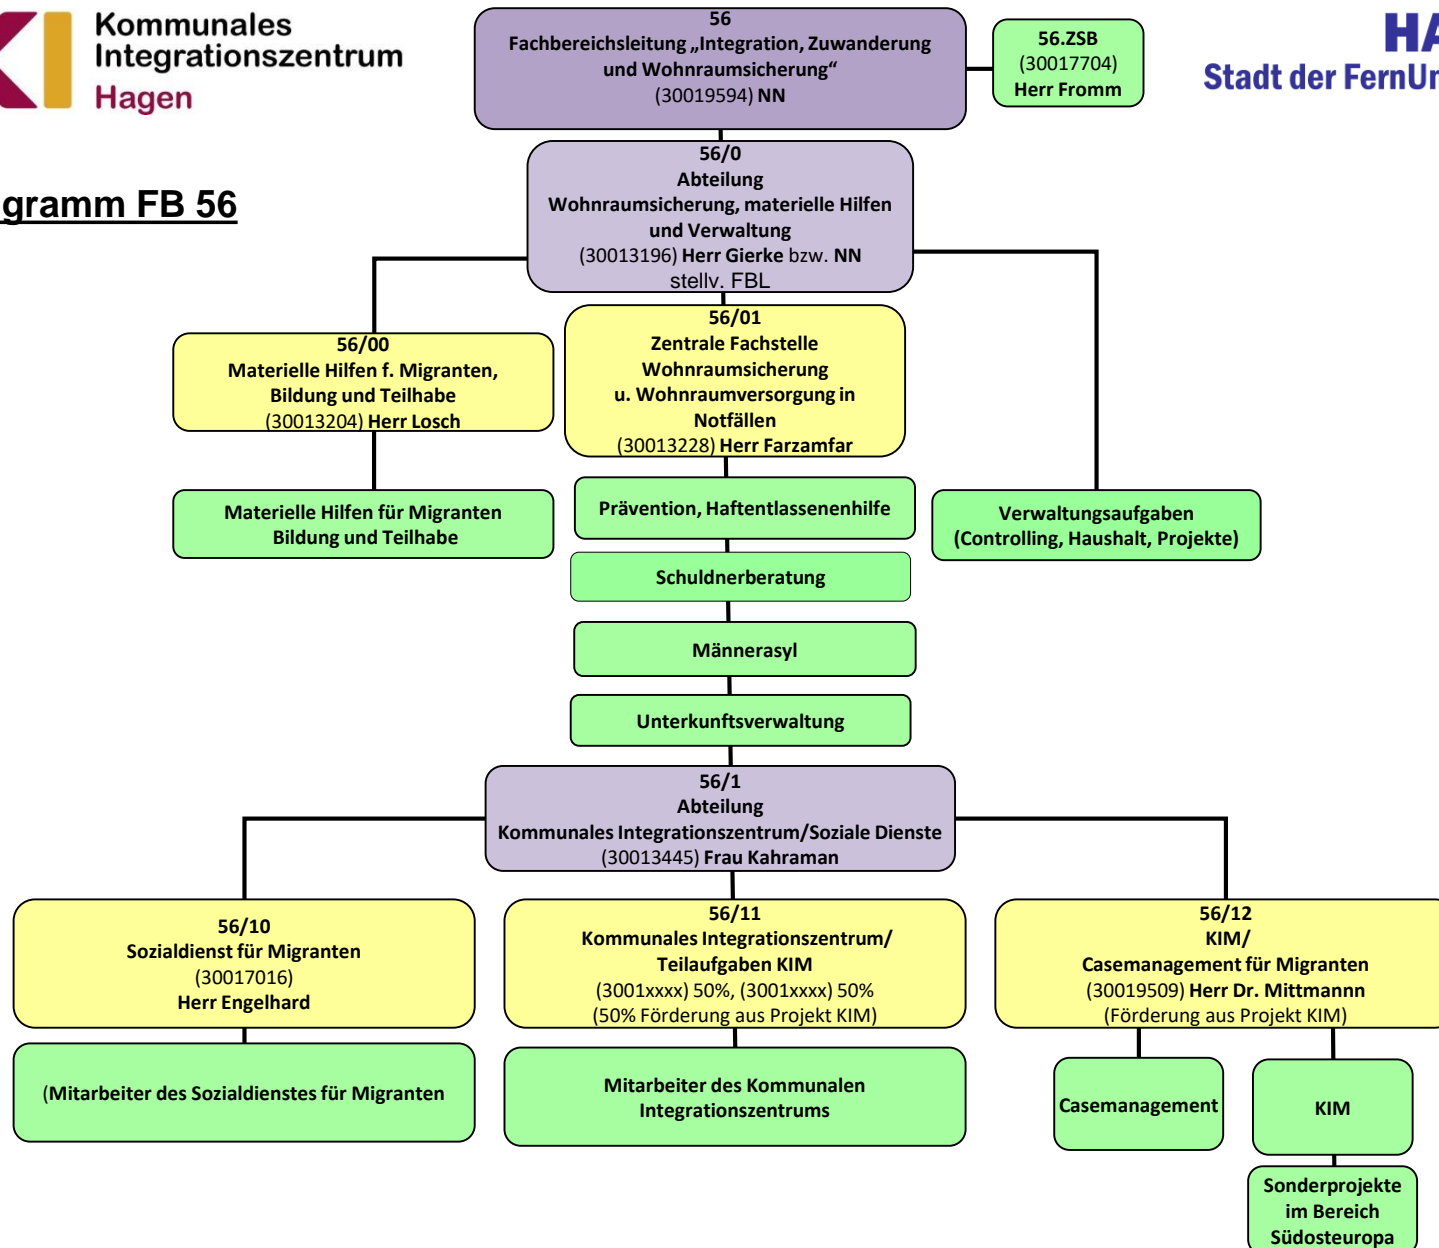 Kommunales
Integrationszentrum
Hagen
56
Fachbereichsleitung „Integration, Zuwanderung
und Wohnraumsicherung“
(30019594) NN
56.ZSB
(30017704)
Herr Fromm
HA
Stadt der FernUn
gramm FB 56
56/0
Abteilung
Wohnraumsicherung, materielle Hilfen
und Verwaltung
(30013196) Herr Gierke bzw. NN
stellv. FBL
56/00
Materielle Hilfen f. Migranten,
Bildung und Teilhabe
(30013204) Herr Losch
56/01
Zentrale Fachstelle
Wohnraumsicherung
u. Wohnraumversorgung in
Notfällen
(30013228) Herr Farzamfar
Materielle Hilfen für Migranten
Bildung und Teilhabe
Prävention, Haftentlassenenhilfe
Verwaltungsaufgaben
(Controlling, Haushalt, Projekte)
Schuldnerberatung
Männerasyl
Unterkunftsverwaltung
56/1
Abteilung
Kommunales Integrationszentrum/Soziale Dienste
(30013445) Frau Kahraman
56/10
Sozialdienst für Migranten
(30017016)
Herr Engelhard
56/11
Kommunales Integrationszentrum/
Teilaufgaben KIM
(3001xxxx) 50%, (3001xxxx) 50%
(50% Förderung aus Projekt KIM)
56/12
KIM/
Casemanagement für Migranten
(30019509) Herr Dr. Mittmannn
(Förderung aus Projekt KIM)
(Mitarbeiter des Sozialdienstes für Migranten
Mitarbeiter des Kommunalen
Integrationszentrums
Casemanagement
KIM
Sonderprojekte
im Bereich
Südosteuropa